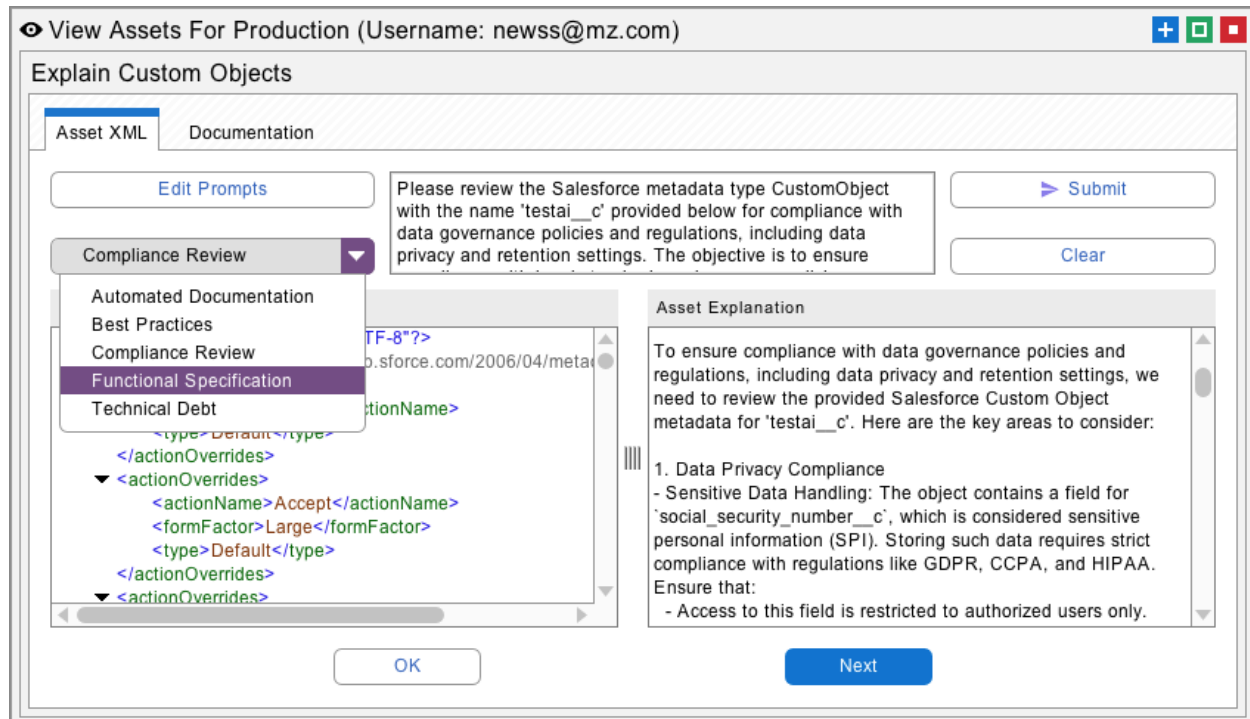 View Assets For Production (Username: newss@mz.com)
Explain Custom Objects
Asset XML
Documentation
Edit Prompts
Please review the Salesforce metadata type CustomObject
with the name 'testai__c' provided below for compliance with
data governance policies and regulations, including data
privacy and retention settings. The objective is to ensure
Submit
Compliance Review
Clear
Automated Documentation
Best Practices
Compliance Review
Functional Specification
Technical Debt
TF-8"?>
.sforce.com/2006/04/meta
ctionName>
<type>Default</type>
</actionOverrides>
<actionOverrides>
<actionName>Accept</actionName>
<formFactor>Large</formFactor>
<type>Default</type>
</actionOverrides>
<actionOverrides>
Asset Explanation
To ensure compliance with data governance policies and
regulations, including data privacy and retention settings, we
need to review the provided Salesforce Custom Object
metadata for 'testai__c'. Here are the key areas to consider:
1. Data Privacy Compliance
- Sensitive Data Handling: The object contains a field for
`social_security_number__c`, which is considered sensitive
personal information (SPI). Storing such data requires strict
compliance with regulations like GDPR, CCPA, and HIPAA.
Ensure that:
- Access to this field is restricted to authorized users only.
OK
Next